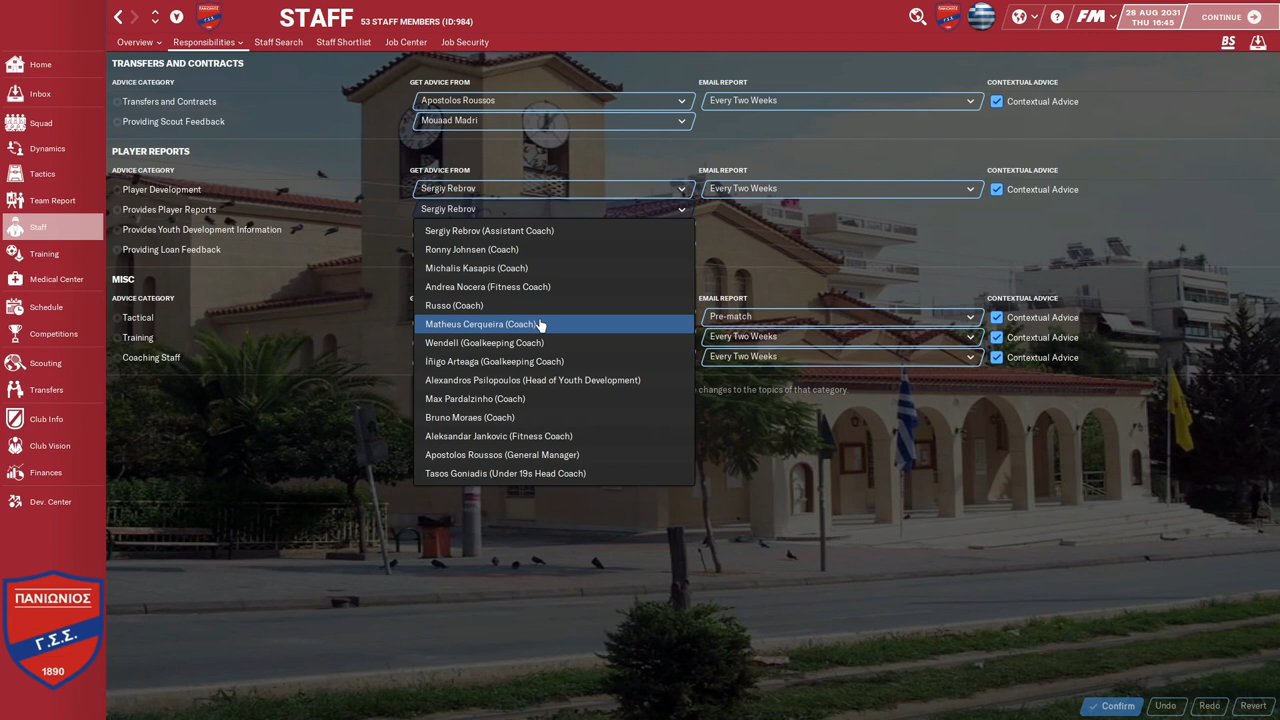 STAFF
53 STAFF MEMBERS (ID:984)
FM
28 AUG 2031
THU 16:45
CONTINUE
Overview
Responsibilities
Staff Search
Staff Shortlist
Job Center
Job Security
BS
Home
Inbox
Squad
Dynamics
Tactics
Team Report
Staff
Training
Medical Center
Schedule
Competitions
Scouting
Transfers
Club Info
Club Vision
Finances
Dev. Center
ΠΑΝΙΩΝΙΟΣ
Γ.Σ.Σ.
1890
TRANSFERS AND CONTRACTS
ADVICE CATEGORY
GET ADVICE FROM
EMAIL REPORT
CONTEXTUAL ADVICE
Transfers and Contracts
Apostolos Roussos
Every Two Weeks
Contextual Advice
Providing Scout Feedback
Mouaad Madri
PLAYER REPORTS
ADVICE CATEGORY
GET ADVICE FROM
EMAIL REPORT
CONTEXTUAL ADVICE
Player Development
Sergiy Rebrov
Every Two Weeks
Contextual Advice
Provides Player Reports
Sergiy Rebrov
Provides Youth Development Information
Providing Loan Feedback
Sergiy Rebrov (Assistant Coach)
Ronny Johnsen (Coach)
Michalis Kasapis (Coach)
Andrea Nocera (Fitness Coach)
Russo (Coach)
Matheus Cerqueira (Coach)
Wendell (Goalkeeping Coach)
Iñigo Arteaga (Goalkeeping Coach)
Alexandros Psilopoulos (Head of Youth Development)
Max Pardalzinho (Coach)
Bruno Moraes (Coach)
Aleksandar Jankovic (Fitness Coach)
Apostolos Roussos (General Manager)
Tasos Goniadis (Under 19s Head Coach)
MISC
ADVICE CATEGORY
EMAIL REPORT
CONTEXTUAL ADVICE
Tactical
Pre-match
Contextual Advice
Training
Every Two Weeks
Contextual Advice
Coaching Staff
Every Two Weeks
Contextual Advice
changes to the topics of that category.
Confirm
Undo
Redo
Revert